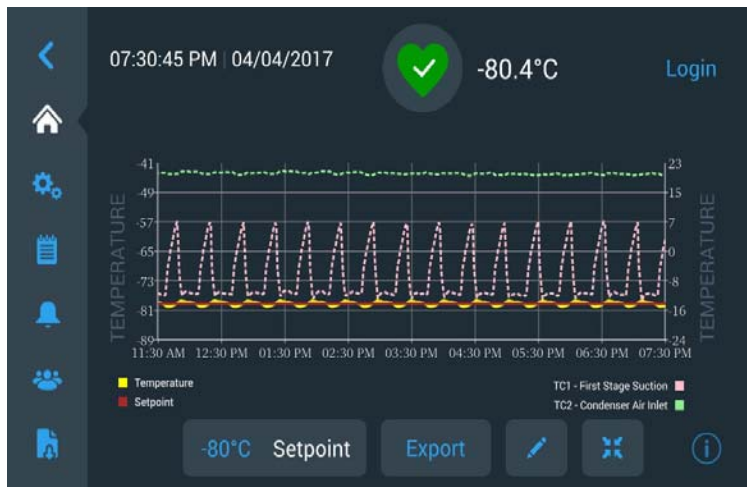 07:30:45 PM | 04/04/2017
-80.4°C
Login
-41
-49
-57
-65
-73
-81
-89
TEMPERATURE
23
15
7
0
-8
-16
-24
TEMPERATURE
11:30 AM 12:30 PM 01:30 PM 02:30 PM 03:30 PM 04:30 PM 05:30 PM 06:30 PM 07:30 PM
Temperature
Setpoint
TC1 - First Stage Suction
TC2 - Condenser Air Inlet
-80°C Setpoint
Export
i